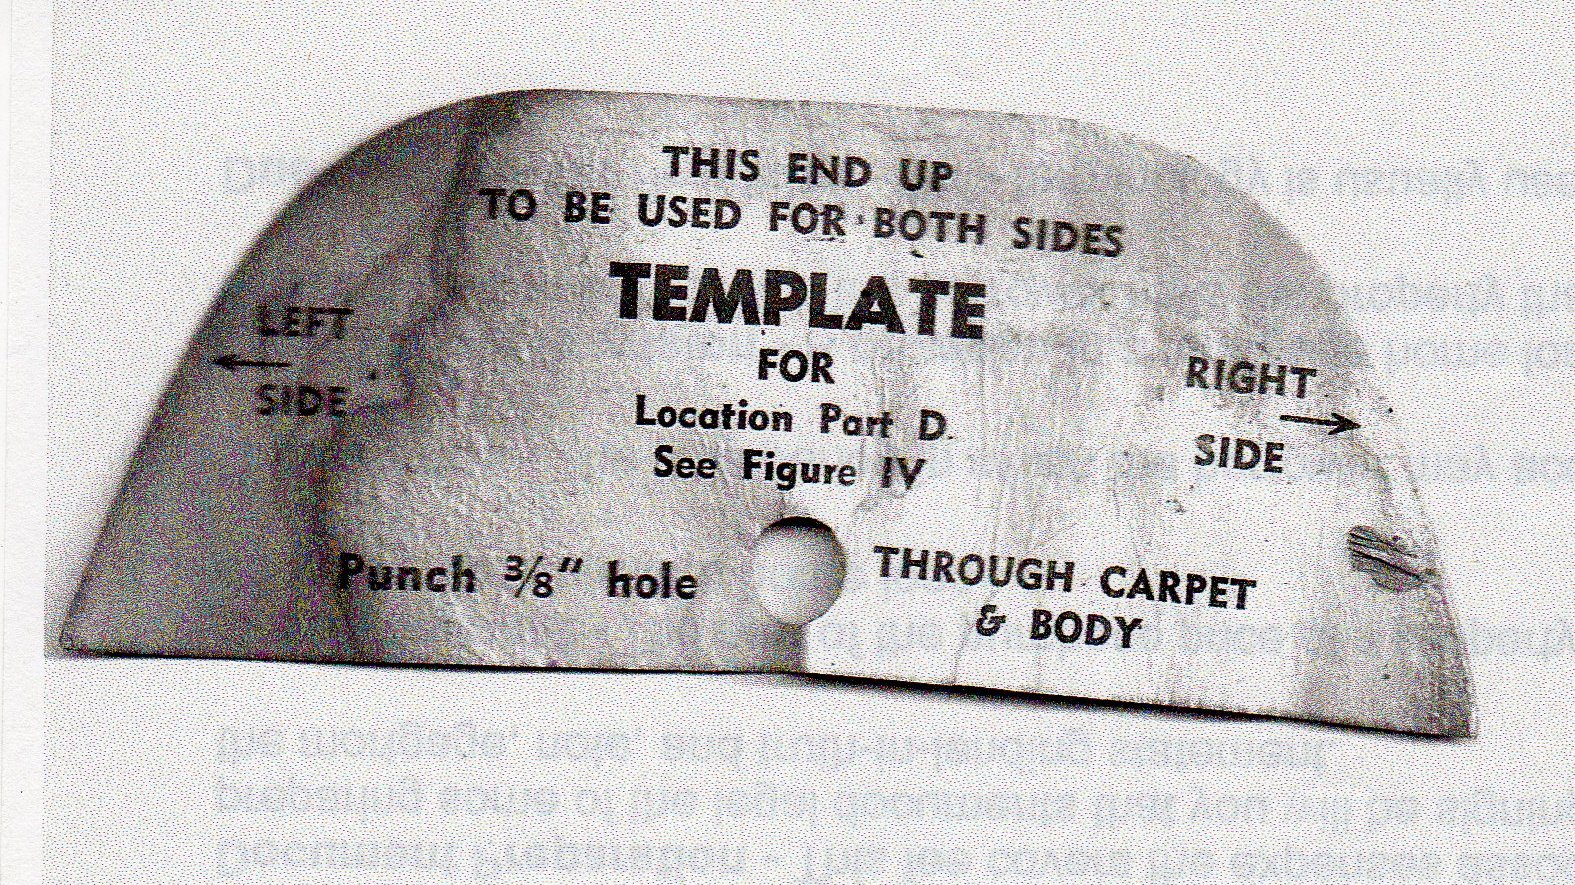 THIS END UP
TO BE USED FOR BOTH SIDES
TEMPLATE
FOR
Location Part D.
See Figure IV
LEFT
SIDE
RIGHT
SIDE
Punch 3/8" hole
THROUGH CARPET
& BODY